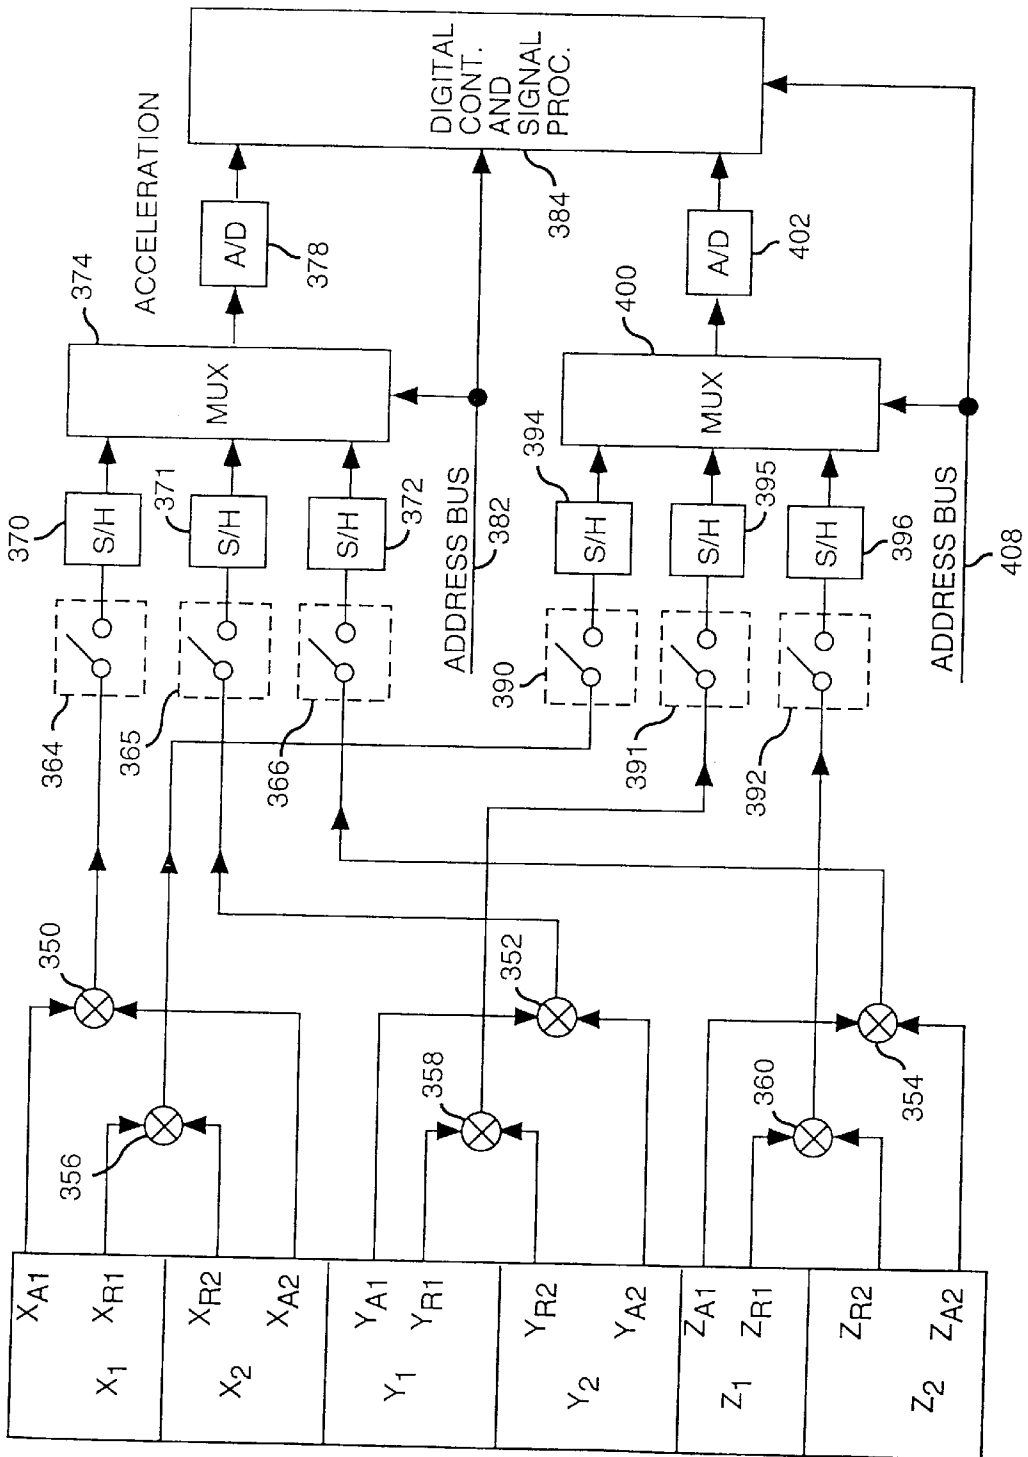 X1
XA1
XR1
X2
XR2
XA2
Y1
YA1
YR1
Y2
YR2
YA2
Z1
ZA1
ZR1
Z2
ZR2
ZA2
350
356
352
358
354
360
364
365
366
390
391
392
370
S/H
371
S/H
372
S/H
394
S/H
395
S/H
396
S/H
ADDRESS BUS
382
ADDRESS BUS
408
374
MUX
400
MUX
ACCELERATION
A/D
378
A/D
402
DIGITAL
CONT.
AND
SIGNAL
PROC.
384